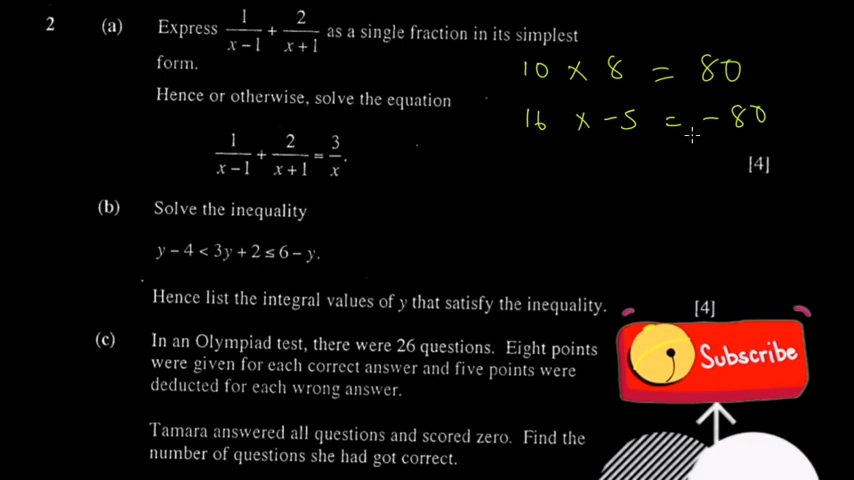 2 (a) Express 1/(x−1) + 2/(x+1) as a single fraction in its simplest
form.
10 × 8 = 80
Hence or otherwise, solve the equation
16 × -5 = -80
1/(x−1) + 2/(x+1) = 3/x.
[4]
(b) Solve the inequality
y − 4 < 3y + 2 ≤ 6 − y.
Hence list the integral values of y that satisfy the inequality. [4]
(c) In an Olympiad test, there were 26 questions. Eight points
were given for each correct answer and five points were
deducted for each wrong answer.
Subscribe
Tamara answered all questions and scored zero. Find the
number of questions she had got correct.